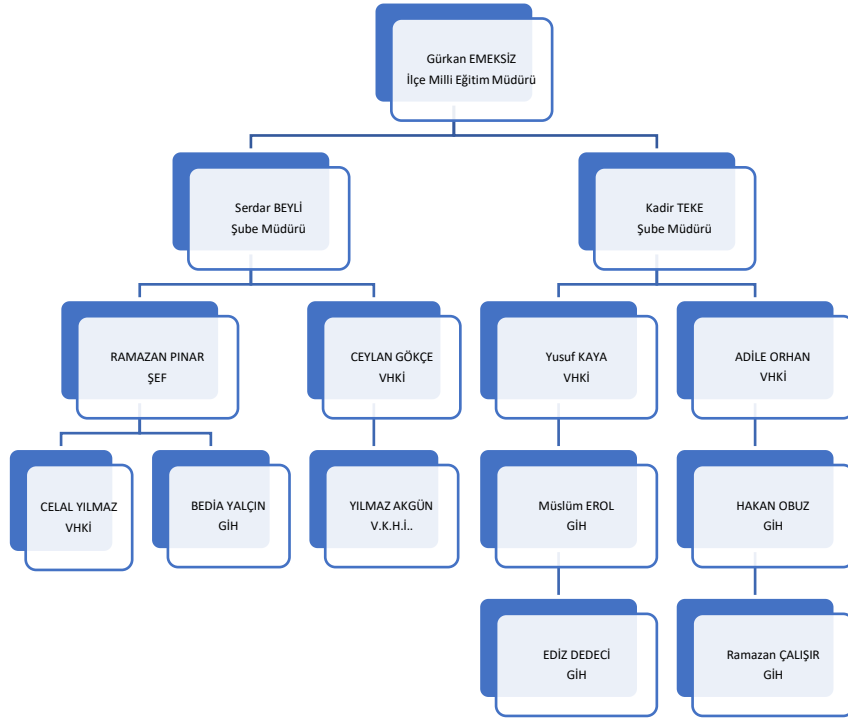 Gürkan EMEKSİZ
İlçe Milli Eğitim Müdürü
Serdar BEYLİ
Şube Müdürü
Kadir TEKE
Şube Müdürü
RAMAZAN PINAR
ŞEF
CEYLAN GÖKÇE
VHKİ
Yusuf KAYA
VHKİ
ADİLE ORHAN
VHKİ
CELAL YILMAZ
VHKİ
BEDİA YALÇIN
GİH
YILMAZ AKGÜN
V.K.H.İ..
Müslüm EROL
GİH
HAKAN OBUZ
GİH
EDİZ DEDECİ
GİH
Ramazan ÇALIŞIR
GİH